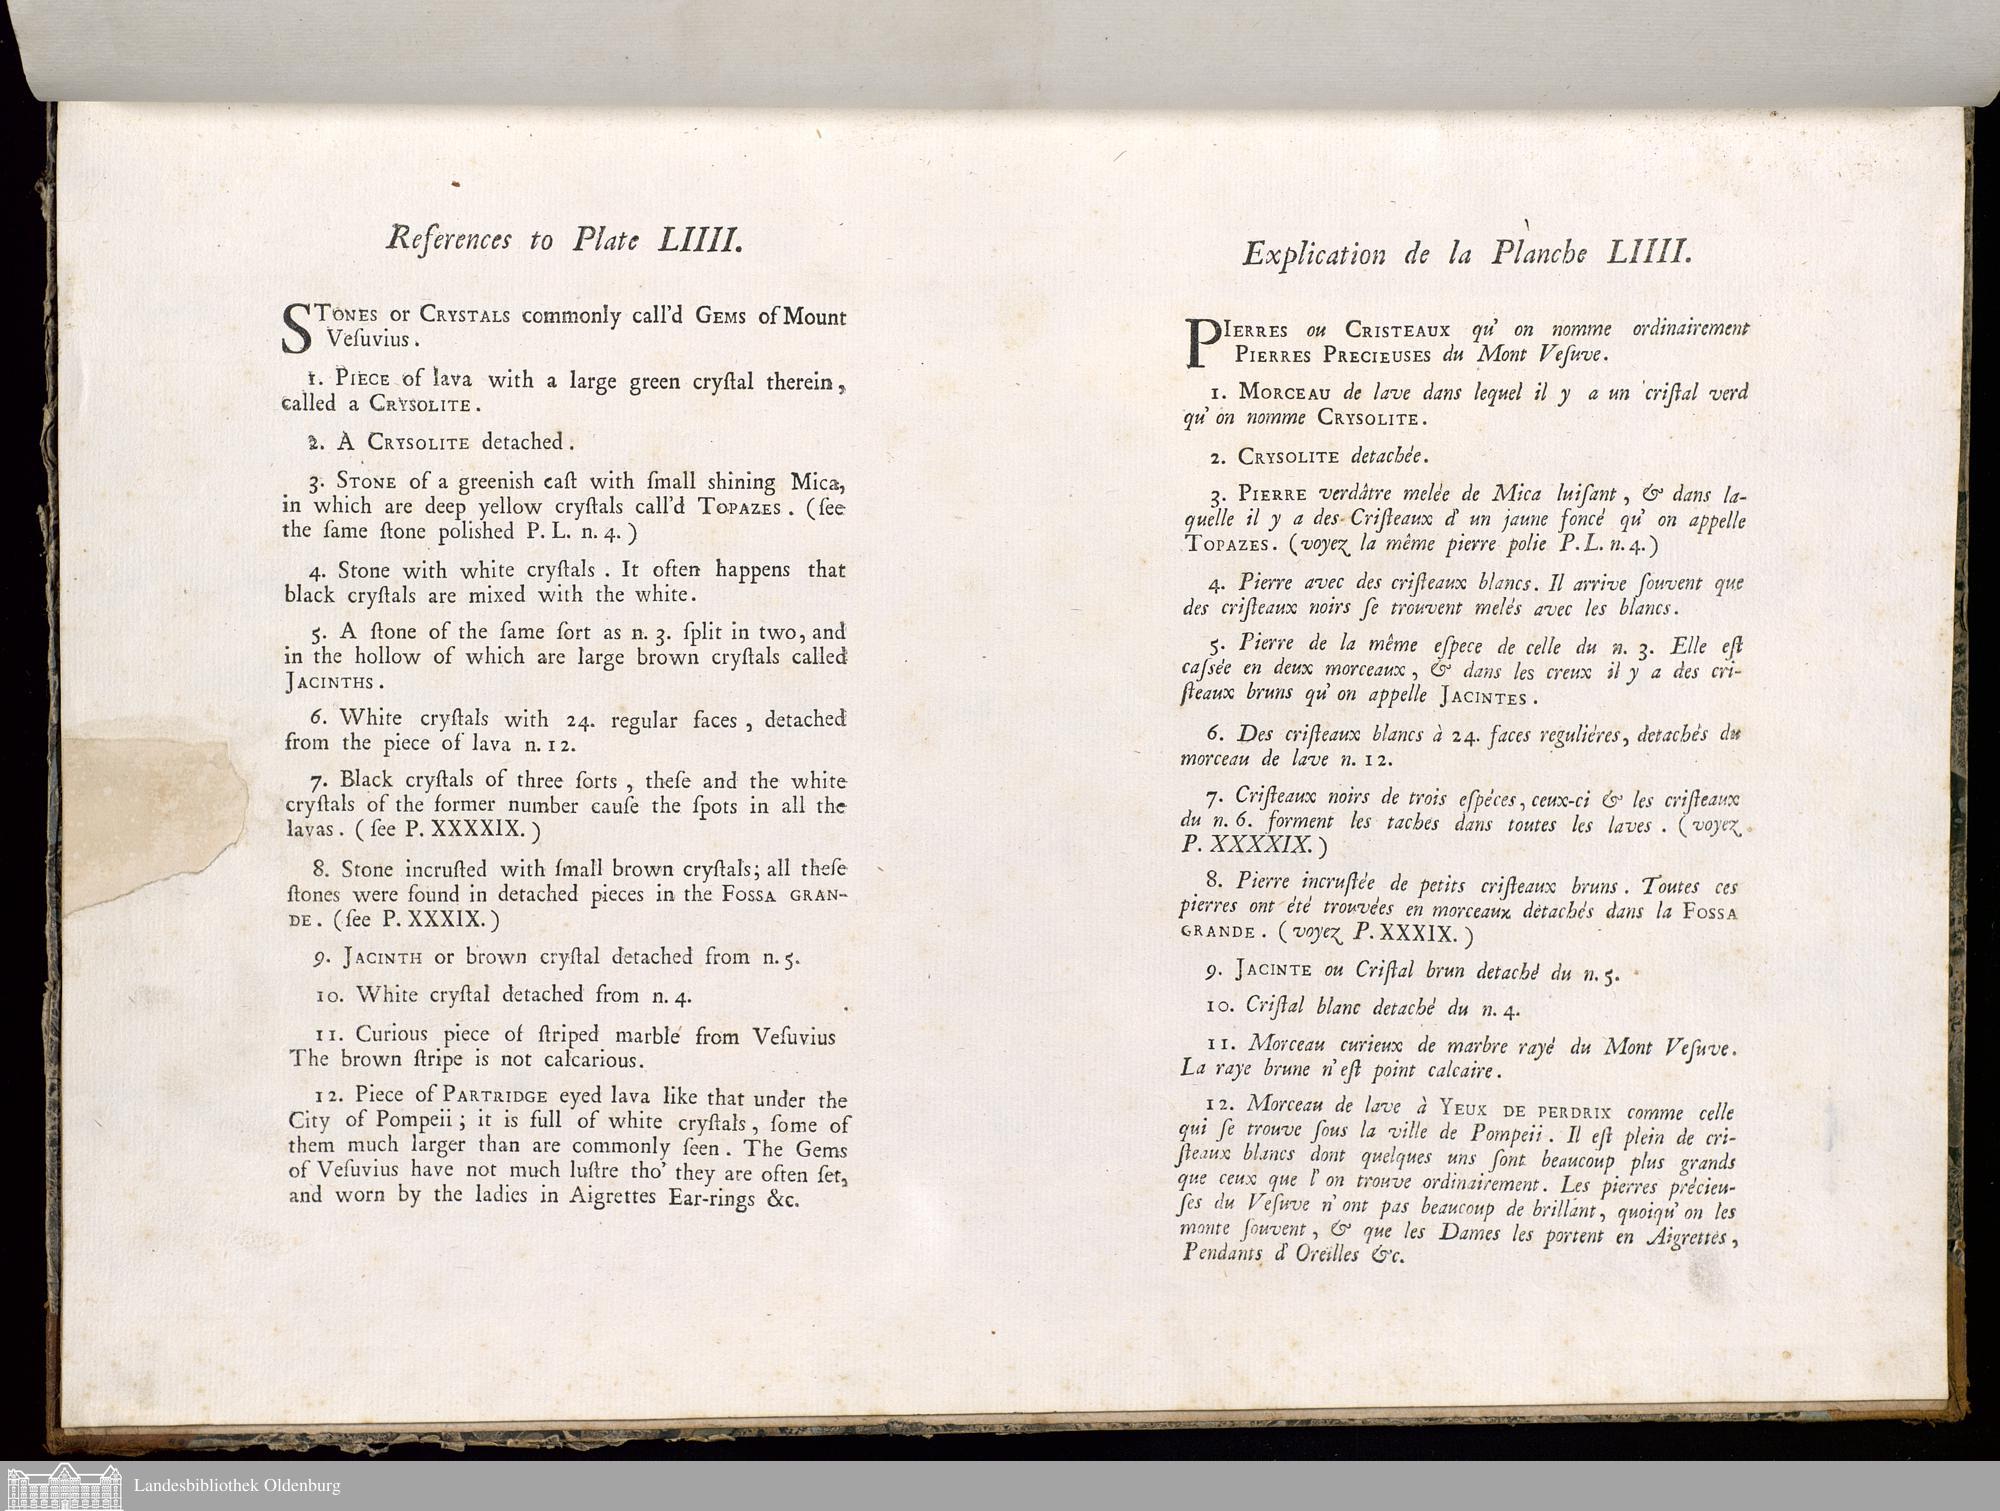 References to Plate LIIII.
STONES or CRYSTALS commonly call'd GEMS of Mount
Veſuvius.
1. PIECE of lava with a large green cryſtal therein,
called a CRYSOLITE.
2. A CRYSOLITE detached.
3. STONE of a greenish caſt with ſmall shining Mica,
in which are deep yellow cryſtals call'd TOPAZES. (ſee
the ſame ſtone polished P. L. n. 4.)
4. Stone with white cryſtals. It often happens that
black cryſtals are mixed with the white.
5. A ſtone of the ſame ſort as n. 3. ſplit in two, and
in the hollow of which are large brown cryſtals called
JACINTHS.
6. White cryſtals with 24. regular faces, detached
from the piece of lava n. 12.
7. Black cryſtals of three ſorts, theſe and the white
cryſtals of the former number cauſe the ſpots in all the
lavas. (ſee P. XXXXIX.)
8. Stone incruſted with ſmall brown cryſtals; all theſe
ſtones were found in detached pieces in the FOSSA GRAN-
DE. (ſee P. XXXIX.)
9. JACINTH or brown cryſtal detached from n. 5.
10. White cryſtal detached from n. 4.
11. Curious piece of ſtriped marble from Veſuvius
The brown ſtripe is not calcarious.
12. Piece of PARTRIDGE eyed lava like that under the
City of Pompeii; it is full of white cryſtals, ſome of
them much larger than are commonly ſeen. The Gems
of Veſuvius have not much luſtre tho' they are often ſet,
and worn by the ladies in Aigrettes Ear-rings &c.
Explication de la Planche LIIII.
PIERRES ou CRISTEAUX qu' on nomme ordinairement
PIERRES PRECIEUSES du Mont Veſuve.
1. MORCEAU de lave dans lequel il y a un criſtal verd
qu' on nomme CRYSOLITE.
2. CRYSOLITE detachée.
3. PIERRE verdâtre melée de Mica luiſant, & dans la-
quelle il y a des Criſteaux d' un jaune foncé qu' on appelle
TOPAZES. (voyez la même pierre polie P. L. n. 4.)
4. Pierre avec des criſteaux blancs. Il arrive ſouvent que
des criſteaux noirs ſe trouvent melés avec les blancs.
5. Pierre de la même eſpece de celle du n. 3. Elle eſt
caſsée en deux morceaux, & dans les creux il y a des cri-
ſteaux bruns qu' on appelle JACINTES.
6. Des criſteaux blancs à 24. faces reguliéres, detachés du
morceau de lave n. 12.
7. Criſteaux noirs de trois eſpéces, ceux-ci & les criſteaux
du n. 6. forment les taches dans toutes les laves. (voyez
P. XXXXIX.)
8. Pierre incruſtée de petits criſteaux bruns. Toutes ces
pierres ont été trouvées en morceaux détachés dans la FOSSA
GRANDE. (voyez P. XXXIX.)
9. JACINTE ou Criſtal brun detaché du n. 5.
10. Criſtal blanc detaché du n. 4.
11. Morceau curieux de marbre rayé du Mont Veſuve.
La raye brune n'eſt point calcaire.
12. Morceau de lave à YEUX DE PERDRIX comme celle
qui ſe trouve ſous la ville de Pompeii. Il eſt plein de cri-
ſteaux blancs dont quelques uns ſont beaucoup plus grands
que ceux que l' on trouve ordinairement. Les pierres précieu-
ſes du Veſuve n' ont pas beaucoup de brillant, quoiqu' on les
monte ſouvent, & que les Dames les portent en Aigrettes,
Pendants d' Oreilles &c.
Landesbibliothek Oldenburg